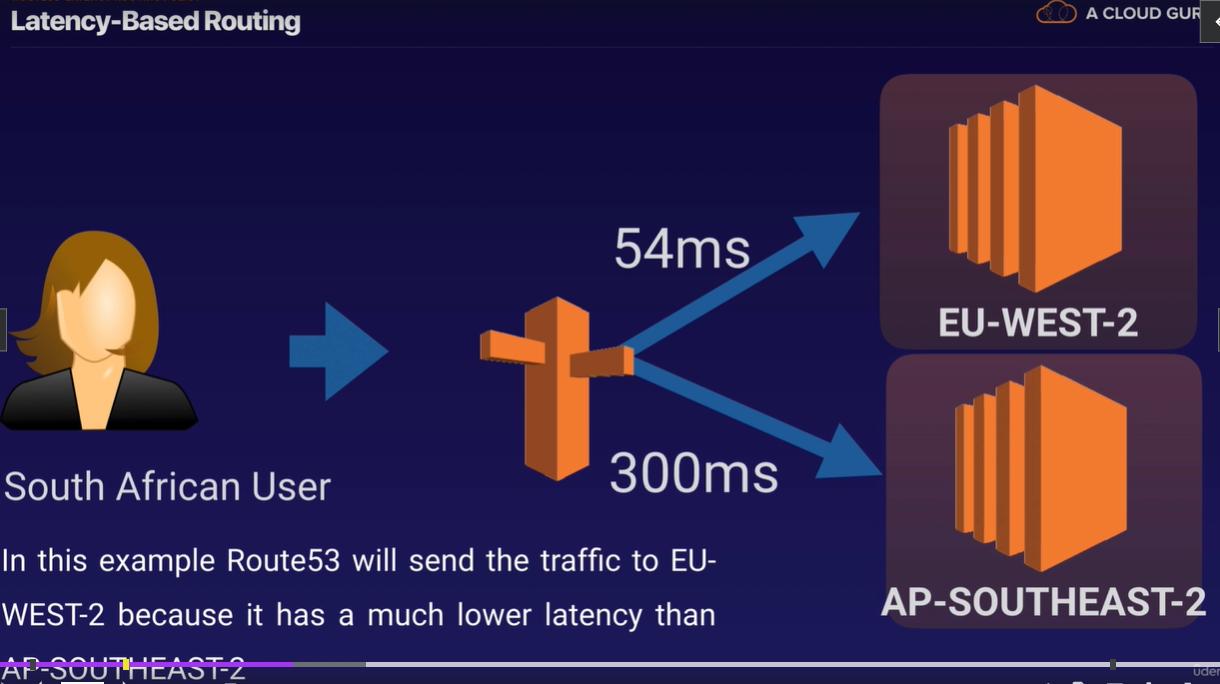 Latency-Based Routing
A CLOUD GUR
54ms
EU-WEST-2
300ms
South African User
AP-SOUTHEAST-2
In this example Route53 will send the traffic to EU-
WEST-2 because it has a much lower latency than
AP-SOUTHEAST-2